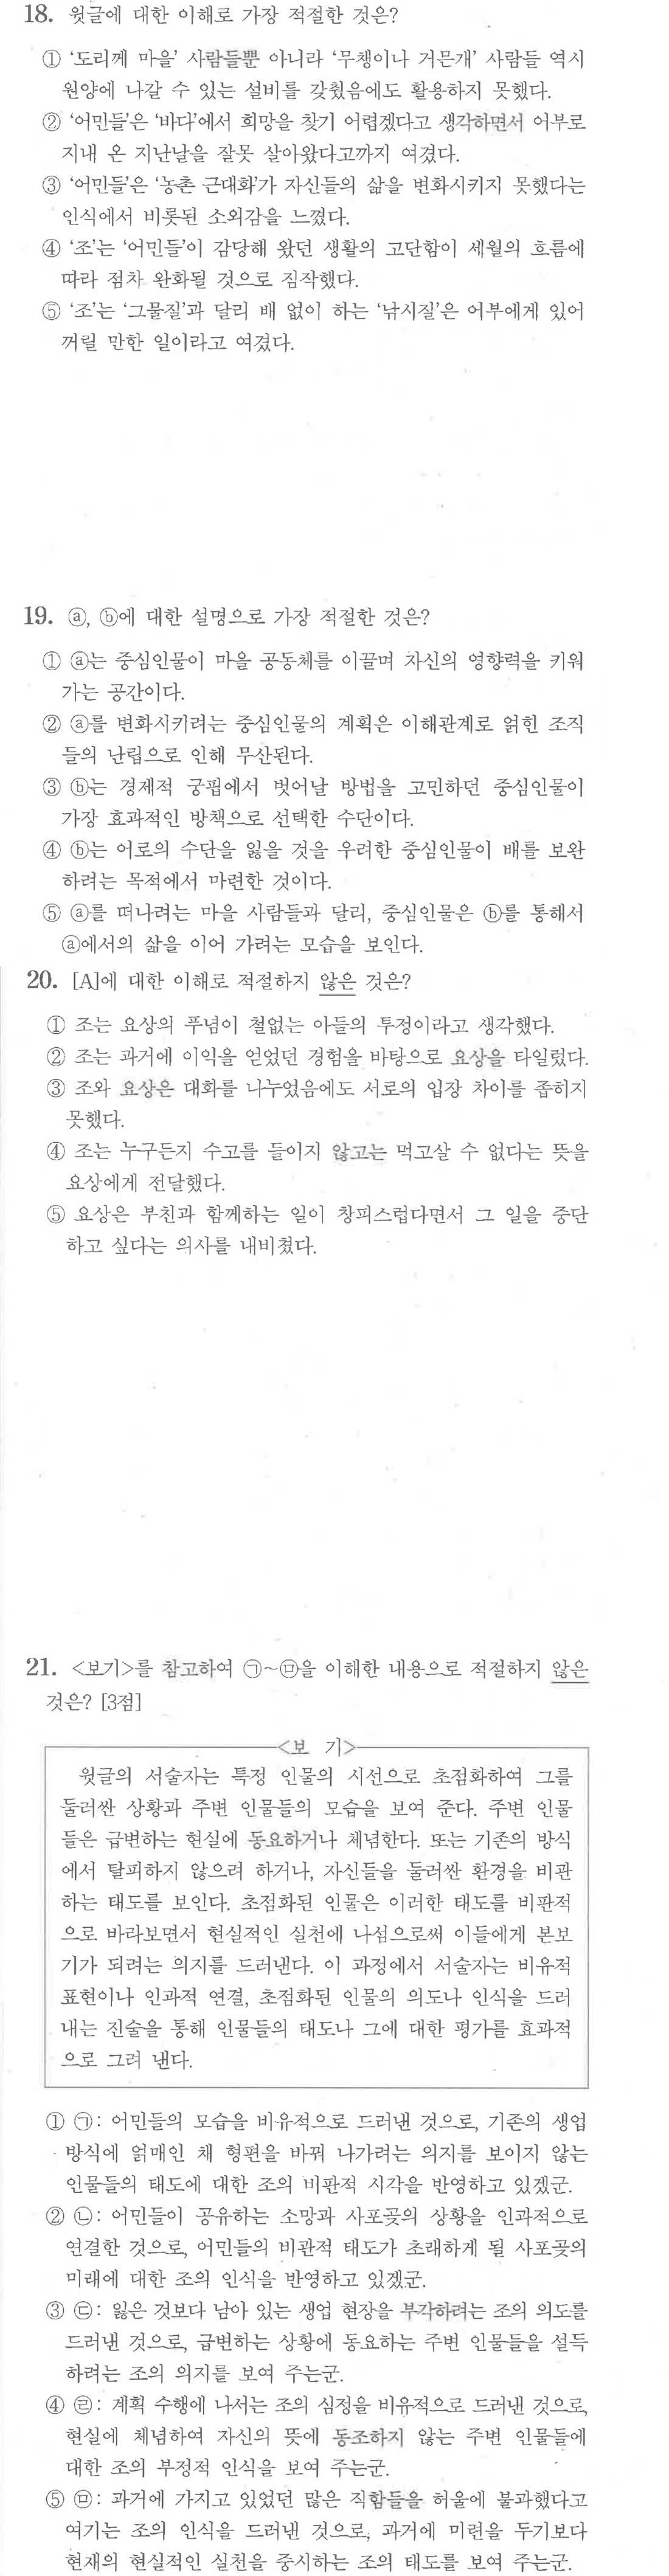 18. 윗글에 대한 이해로 가장 적절한 것은?
① ‘도리께 마을’ 사람들뿐 아니라 ‘무챙이나 거믄개’ 사람들 역시
원양에 나갈 수 있는 설비를 갖췄음에도 활용하지 못했다.
② ‘어민들’은 ‘바다’에서 희망을 찾기 어렵겠다고 생각하면서 어부로
지내 온 지난날을 잘못 살아왔다고까지 여겼다.
③ ‘어민들’은 ‘농촌 근대화’가 자신들의 삶을 변화시키지 못했다는
인식에서 비롯된 소외감을 느꼈다.
④ ‘조’는 ‘어민들’이 감당해 왔던 생활의 고단함이 세월의 흐름에
따라 점차 완화될 것으로 짐작했다.
⑤ ‘조’는 ‘그물질’과 달리 배 없이 하는 ‘낚시질’은 어부에게 있어
꺼릴 만한 일이라고 여겼다.
19. ⓐ, ⓑ에 대한 설명으로 가장 적절한 것은?
① ⓐ는 중심인물이 마을 공동체를 이끌며 자신의 영향력을 키워
가는 공간이다.
② ⓐ를 변화시키려는 중심인물의 계획은 이해관계로 얽힌 조직
들의 난립으로 인해 무산된다.
③ ⓑ는 경제적 궁핍에서 벗어날 방법을 고민하던 중심인물이
가장 효과적인 방책으로 선택한 수단이다.
④ ⓑ는 어로의 수단을 잃을 것을 우려한 중심인물이 배를 보완
하려는 목적에서 마련한 것이다.
⑤ ⓐ를 떠나려는 마을 사람들과 달리, 중심인물은 ⓑ를 통해서
ⓐ에서의 삶을 이어 가려는 모습을 보인다.
20. [A]에 대한 이해로 적절하지 않은 것은?
① 조는 요상의 푸념이 철없는 아들의 투정이라고 생각했다.
② 조는 과거에 이익을 얻었던 경험을 바탕으로 요상을 타일렀다.
③ 조와 요상은 대화를 나누었음에도 서로의 입장 차이를 좁히지
못했다.
④ 조는 누구든지 수고를 들이지 않고는 먹고살 수 없다는 뜻을
요상에게 전달했다.
⑤ 요상은 부친과 함께하는 일이 창피스럽다면서 그 일을 중단
하고 싶다는 의사를 내비쳤다.
21. <보기>를 참고하여 ㉠~㉤을 이해한 내용으로 적절하지 않은
것은? [3점]
<보 기>
윗글의 서술자는 특정 인물의 시선으로 초점화하여 그를
둘러싼 상황과 주변 인물들의 모습을 보여 준다. 주변 인물
들은 급변하는 현실에 동요하거나 체념한다. 또는 기존의 방식
에서 탈피하지 않으려 하거나, 자신들을 둘러싼 환경을 비관
하는 태도를 보인다. 초점화된 인물은 이러한 태도를 비판적
으로 바라보면서 현실적인 실천에 나섬으로써 이들에게 본보
기가 되려는 의지를 드러낸다. 이 과정에서 서술자는 비유적
표현이나 인과적 연결, 초점화된 인물의 의도나 인식을 드러
내는 진술을 통해 인물들의 태도나 그에 대한 평가를 효과적
으로 그려 낸다.
① ㉠: 어민들의 모습을 비유적으로 드러낸 것으로, 기존의 생업
방식에 얽매인 채 형편을 바꿔 나가려는 의지를 보이지 않는
인물들의 태도에 대한 조의 비판적 시각을 반영하고 있겠군.
② ㉡: 어민들이 공유하는 소망과 사포곶의 상황을 인과적으로
연결한 것으로, 어민들의 비관적 태도가 초래하게 될 사포곶의
미래에 대한 조의 인식을 반영하고 있겠군.
③ ㉢: 잃은 것보다 남아 있는 생업 현장을 부각하려는 조의 의도를
드러낸 것으로, 급변하는 상황에 동요하는 주변 인물들을 설득
하려는 조의 의지를 보여 주는군.
④ ㉣: 계획 수행에 나서는 조의 심정을 비유적으로 드러낸 것으로,
현실에 체념하여 자신의 뜻에 동조하지 않는 주변 인물들에
대한 조의 부정적 인식을 보여 주는군.
⑤ ㉤: 과거에 가지고 있었던 많은 직함들을 허울에 불과했다고
여기는 조의 인식을 드러낸 것으로, 과거에 미련을 두기보다
현재의 현실적인 실천을 중시하는 조의 태도를 보여 주는군.